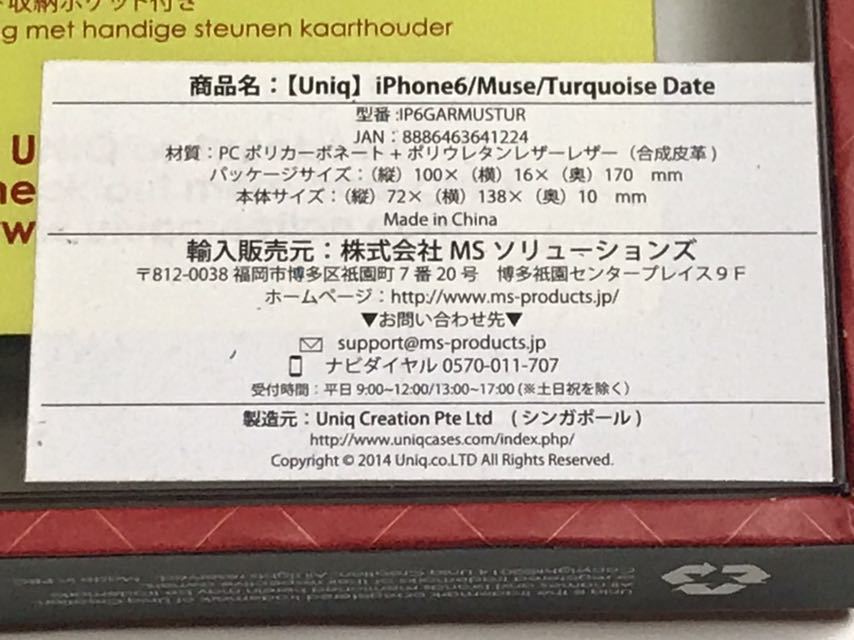 ト収納ポケット付き
g met handige steunen kaarthouder
商品名：【Uniq】iPhone6/Muse/Turquoise Date
型番:IP6GARMUSTUR
JAN：8886463641224
材質：PC ポリカーボネート + ポリウレタンレザーレザー（合成皮革）
パッケージサイズ：（縦）100×（横）16×（奥）170 mm
本体サイズ：（縦）72×（横）138×（奥）10 mm
Made in China
輸入販売元：株式会社 MS ソリューションズ
〒812-0038 福岡市博多区祇園町 7 番 20 号 博多祇園センタープレイス９Ｆ
ホームページ：http://www.ms-products.jp/
▼お問い合わせ先▼
support@ms-products.jp
ナビダイヤル 0570-011-707
受付時間：平日 9:00~12:00/13:00~17:00 (※土日祝を除く）
製造元：Uniq Creation Pte Ltd （シンガポール）
http://www.uniqcases.com/index.php/
Copyright © 2014 Uniq.co.LTD All Rights Reserved.